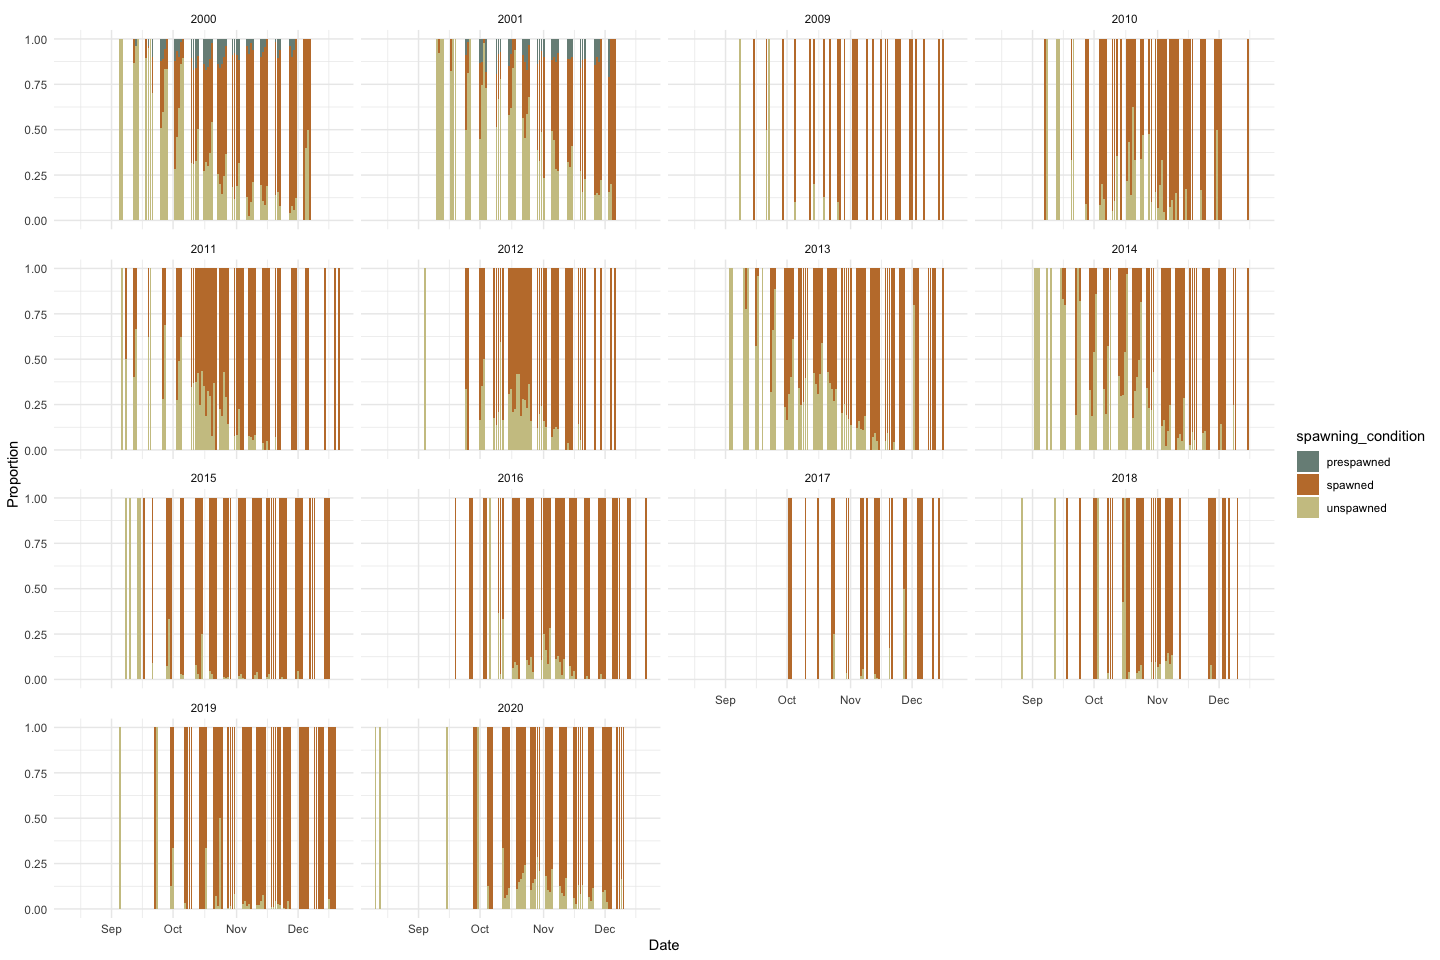 2000 2001 2009 2010
1.00
0.75
0.50
0.25
0.00
2011 2012 2013 2014
1.00
0.75
0.50
0.25
0.00
Proportion
spawning_condition
prespawned
spawned
unspawned
2015 2016 2017 2018
1.00
0.75
0.50
0.25
0.00
Sep Oct Nov Dec Sep Oct Nov Dec
2019 2020
1.00
0.75
0.50
0.25
0.00
Sep Oct Nov Dec Sep Oct Nov Dec
Date